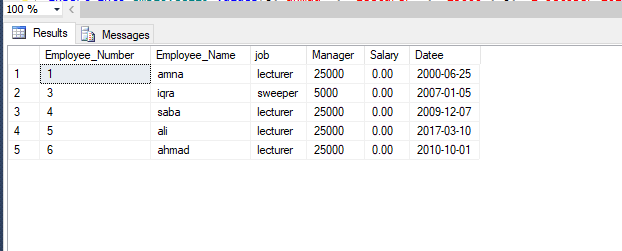 100 %
Results Messages
Employee_Number Employee_Name job Manager Salary Datee
1 1 amna lecturer 25000 0.00 2000-06-25
2 3 iqra sweeper 5000 0.00 2007-01-05
3 4 saba lecturer 25000 0.00 2009-12-07
4 5 ali lecturer 25000 0.00 2017-03-10
5 6 ahmad lecturer 25000 0.00 2010-10-01